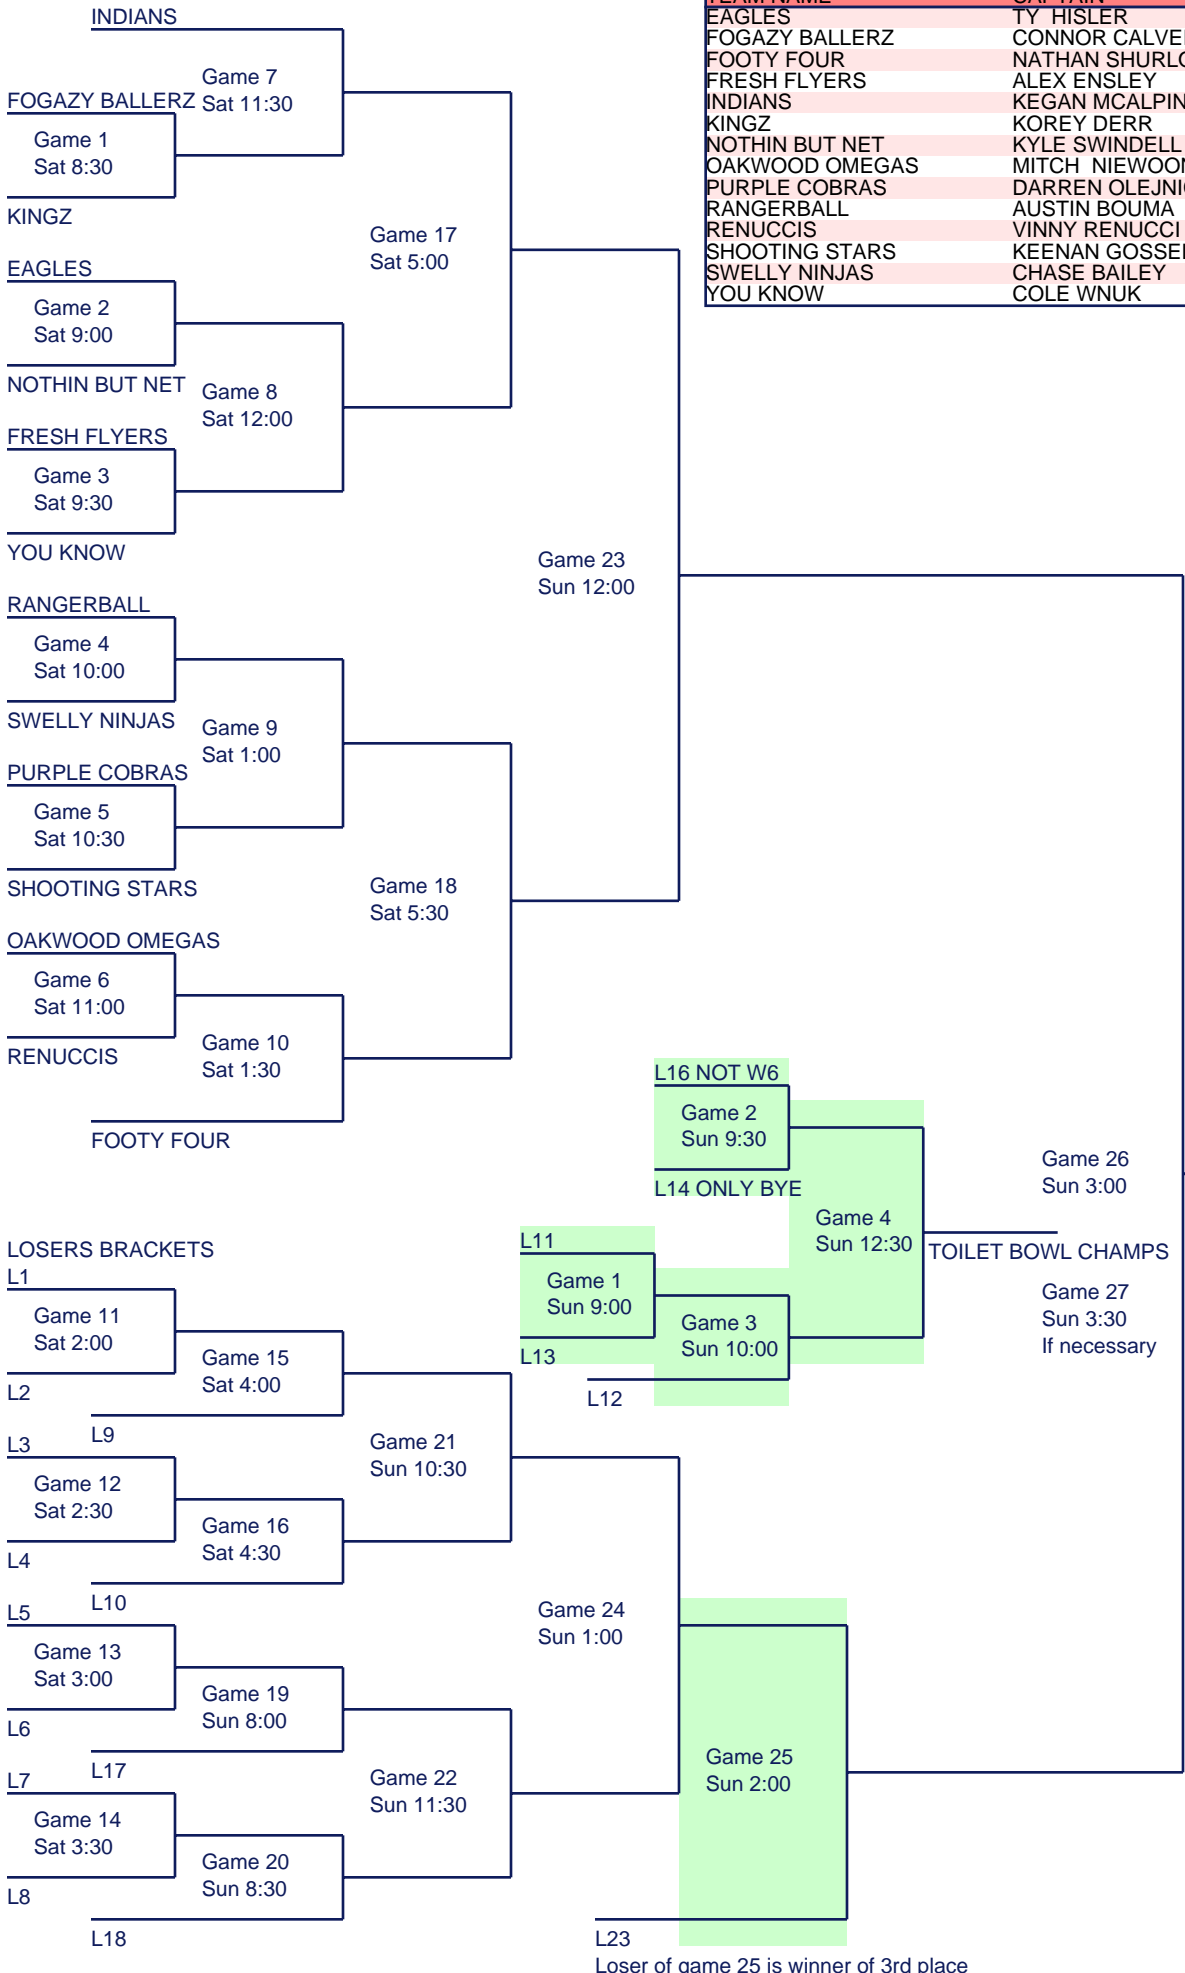 INDIANS
Game 7
Sat 11:30
FOGAZY BALLERZ
Game 1
Sat 8:30
KINGZ
Game 17
Sat 5:00
EAGLES
Game 2
Sat 9:00
NOTHIN BUT NET
Game 8
Sat 12:00
FRESH FLYERS
Game 3
Sat 9:30
YOU KNOW
Game 23
Sun 12:00
RANGERBALL
Game 4
Sat 10:00
SWELLY NINJAS
Game 9
Sat 1:00
PURPLE COBRAS
Game 5
Sat 10:30
SHOOTING STARS
Game 18
Sat 5:30
OAKWOOD OMEGAS
Game 6
Sat 11:00
RENUCCIS
Game 10
Sat 1:30
FOOTY FOUR
EAGLES TY HISLER
FOGAZY BALLERZ CONNOR
FOOTY FOUR NATHAN
FRESH FLYERS ALEX ENSLEY
INDIANS KEGAN
KINGZ KOREY DERR
NOTHIN BUT NET KYLE SWINDELL
OAKWOOD OMEGAS MITCH
PURPLE COBRAS DARREN
RANGERBALL AUSTIN BOUMA
RENUCCIS VINNY RENUCCI
SHOOTING STARS KEENAN
SWELLY NINJAS CHASE BAILEY
YOU KNOW COLE WNUK
L16 NOT W6
Game 2
Sun 9:30
L14 ONLY BYE
Game 4
Sun 12:30
L11
Game 1
Sun 9:00
L13
Game 3
Sun 10:00
L12
TOILET BOWL CHAMPS
Game 26
Sun 3:00
Game 27
Sun 3:30
If necessary
LOSERS BRACKETS
L1
Game 11
Sat 2:00
L2
Game 15
Sat 4:00
L9
L3
Game 12
Sat 2:30
L4
Game 16
Sat 4:30
L10
Game 21
Sun 10:30
L5
Game 13
Sat 3:00
L6
Game 19
Sun 8:00
L17
L7
Game 14
Sat 3:30
L8
Game 20
Sun 8:30
L18
Game 22
Sun 11:30
Game 24
Sun 1:00
Game 25
Sun 2:00
L23
Loser of game 25 is winner of 3rd place